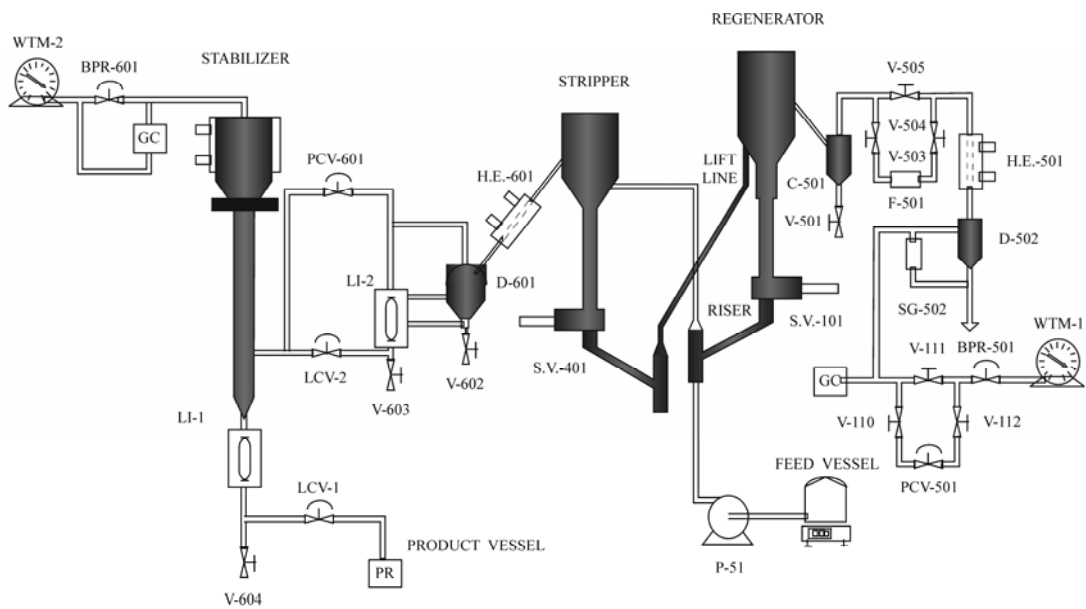 REGENERATOR
WTM-2
BPR-601
STABILIZER
STRIPPER
V-505
GC
PCV-601
H.E.-601
LIFT
LINE
C-501
V-504
V-503
H.E.-501
F-501
V-501
LI-2
D-601
D-502
RISER
S.V.-101
SG-502
WTM-1
S.V.-401
V-111
BPR-501
LCV-2
V-602
V-603
GC
LI-1
V-110
V-112
FEED VESSEL
PCV-501
LCV-1
PRODUCT VESSEL
PR
P-51
V-604